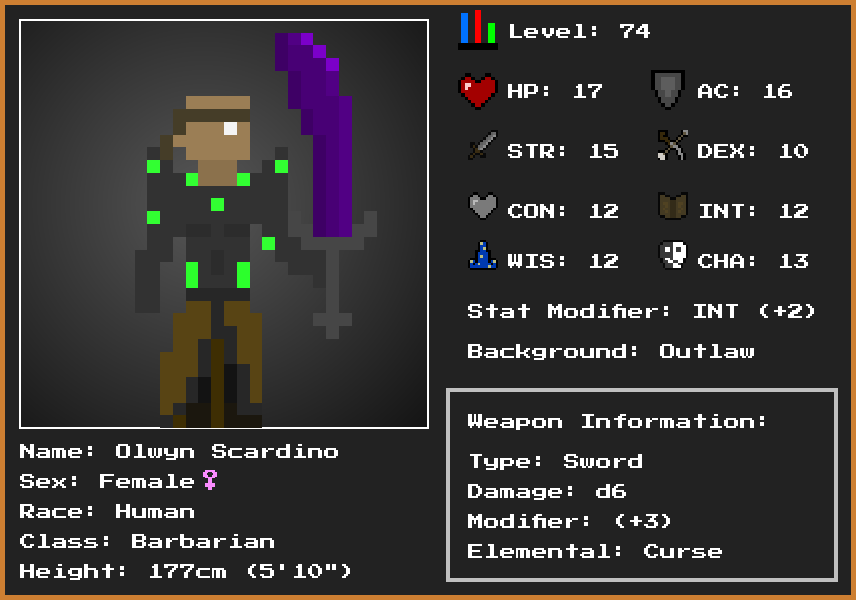 Level: 74
HP: 17 AC: 16
STR: 15 DEX: 10
CON: 12 INT: 12
WIS: 12 CHA: 13
Stat Modifier: INT (+2)
Background: Outlaw
Weapon Information:
Type: Sword
Damage: d6
Modifier: (+3)
Elemental: Curse
Name: Olwyn Scardino
Sex: Female♀
Race: Human
Class: Barbarian
Height: 177cm (5'10")